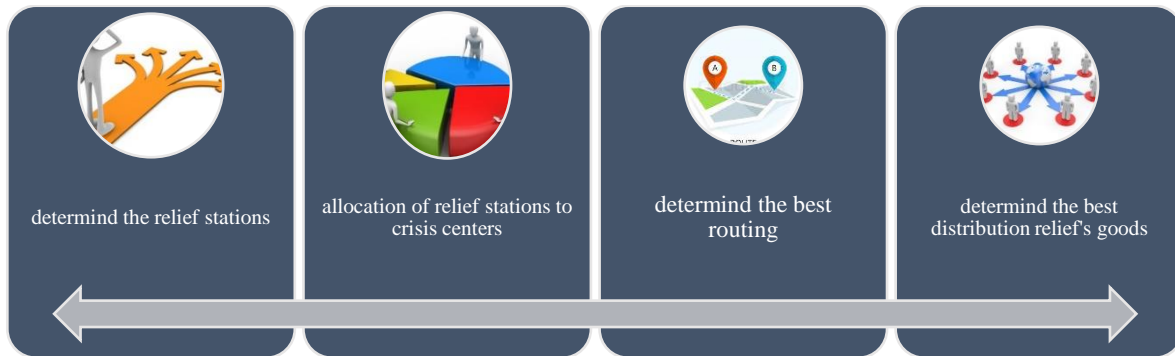 determind the relief stations
allocation of relief stations to
crisis centers
A
B
determind the best
routing
determind the best
distribution relief's goods